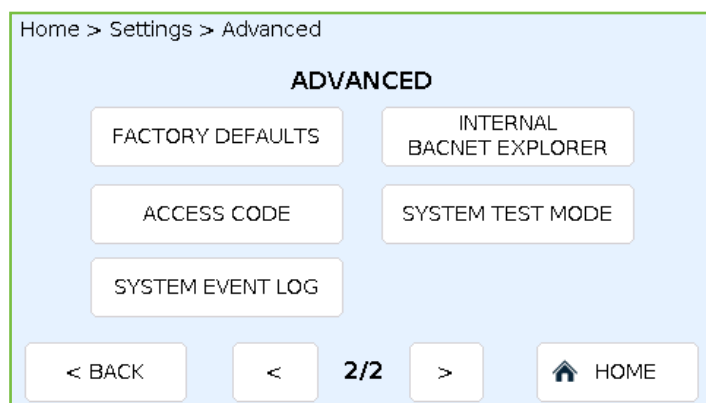 Home > Settings > Advanced
ADVANCED
FACTORY DEFAULTS
INTERNAL
BACNET EXPLORER
ACCESS CODE
SYSTEM TEST MODE
SYSTEM EVENT LOG
< BACK
<
2/2
>
HOME